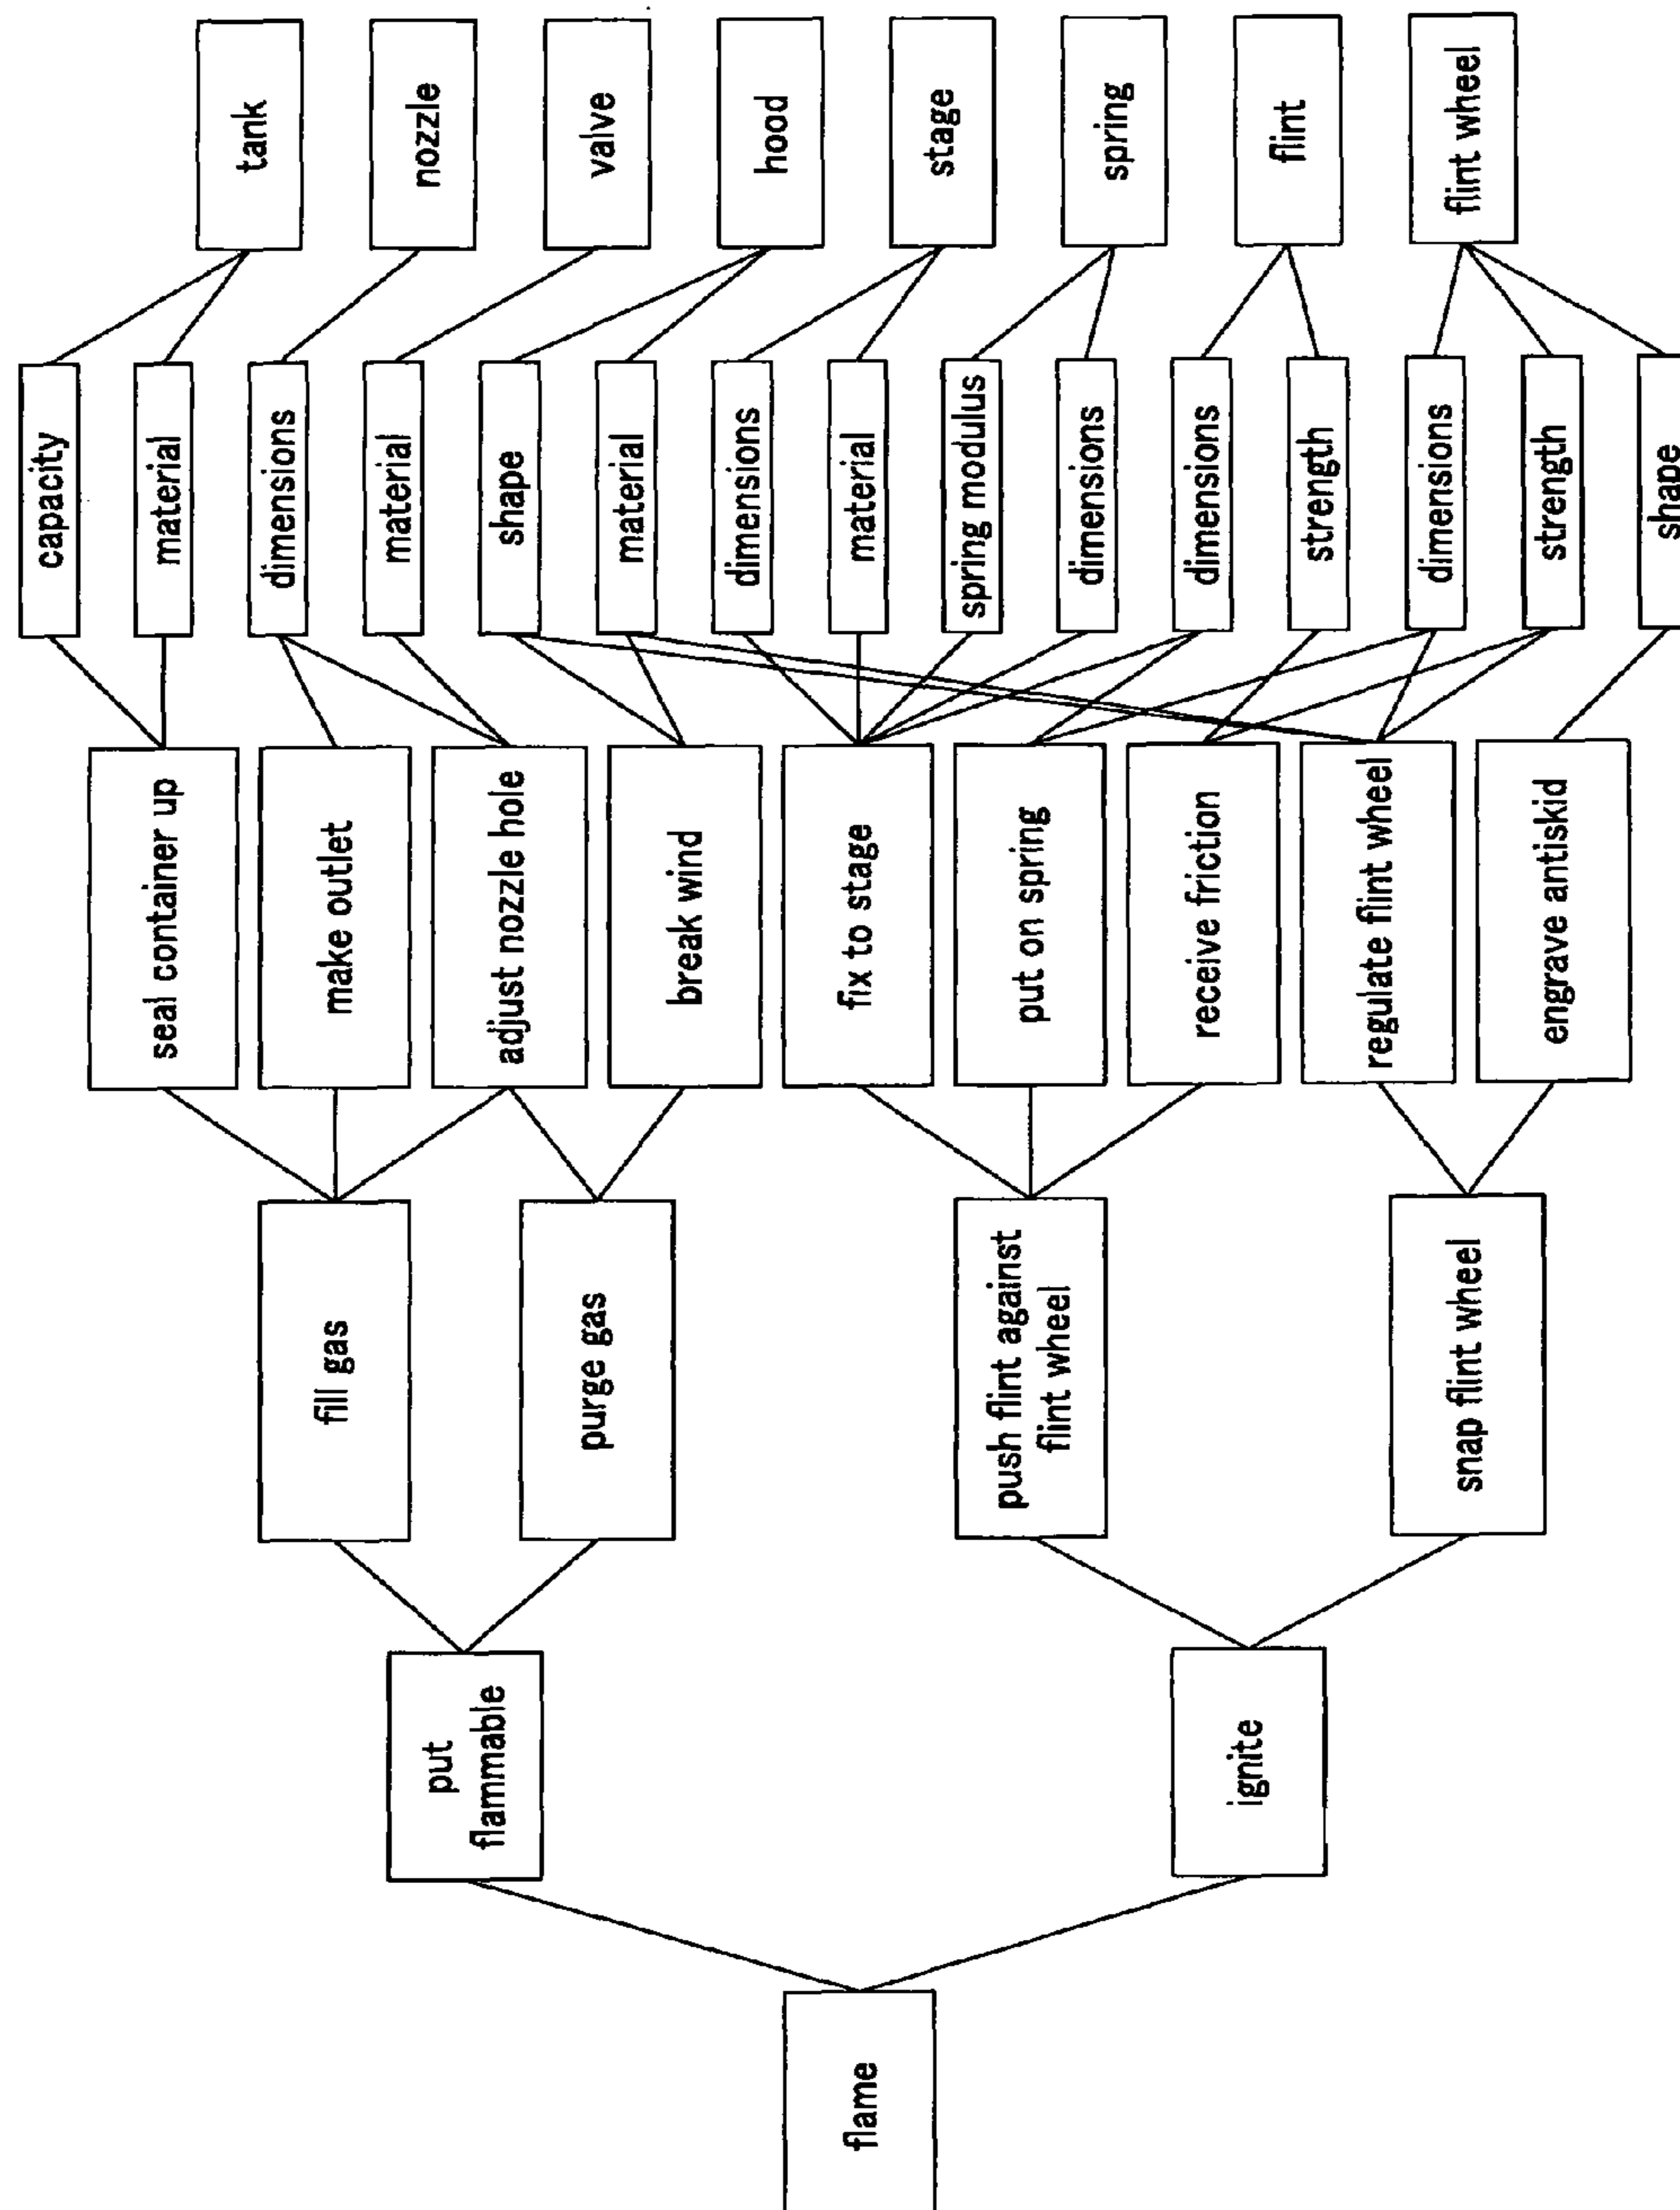 flame
put
flammable
ignite
fill gas
purge gas
push flint against
flint wheel
snap flint wheel
seal container up
make outlet
adjust nozzle hole
break wind
fix to stage
put on spring
receive friction
regulate flint wheel
engrave antiskid
capacity
material
dimensions
material
shape
material
dimensions
material
spring modulus
dimensions
dimensions
strength
dimensions
strength
shape
tank
nozzle
valve
hood
stage
spring
flint
flint wheel